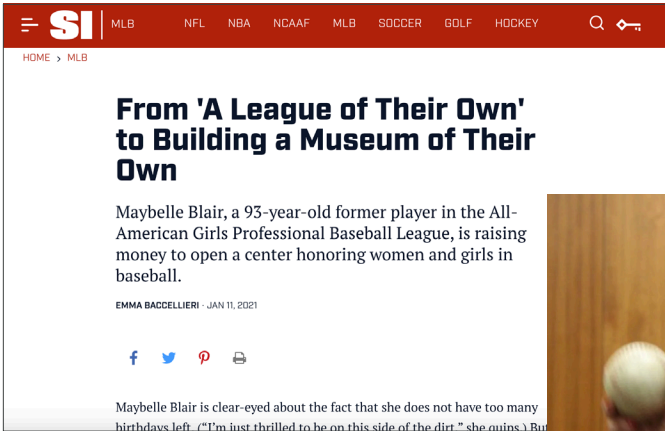 SI MLB NFL NBA NCAAF MLB SOCCER GOLF HOCKEY
HOME > MLB
From 'A League of Their Own'
to Building a Museum of Their
Own
Maybelle Blair, a 93-year-old former player in the All-
American Girls Professional Baseball League, is raising
money to open a center honoring women and girls in
baseball.
EMMA BACCELLIERI · JAN 11, 2021
Maybelle Blair is clear-eyed about the fact that she does not have too many
birthdays left. (“I’m just thrilled to be on this side of the dirt,” she quips.) But